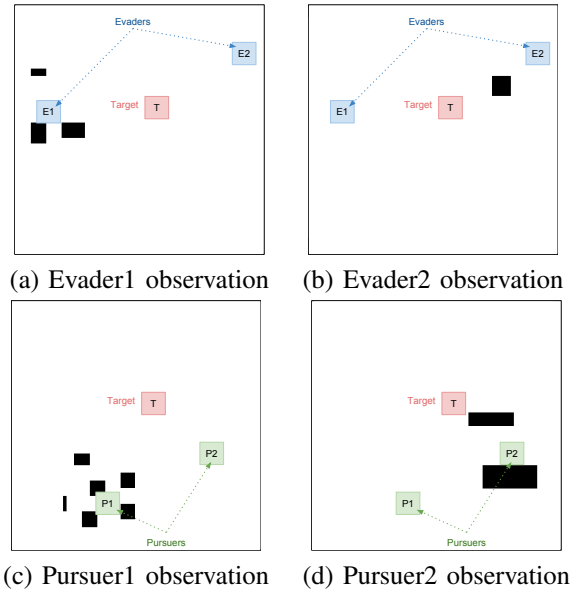 Evaders
E2
Target
T
E1
(a) Evader1 observation
Evaders
E2
Target
T
E1
(b) Evader2 observation
Target
T
P2
P1
Pursuers
(c) Pursuer1 observation
Target
T
P2
P1
Pursuers
(d) Pursuer2 observation